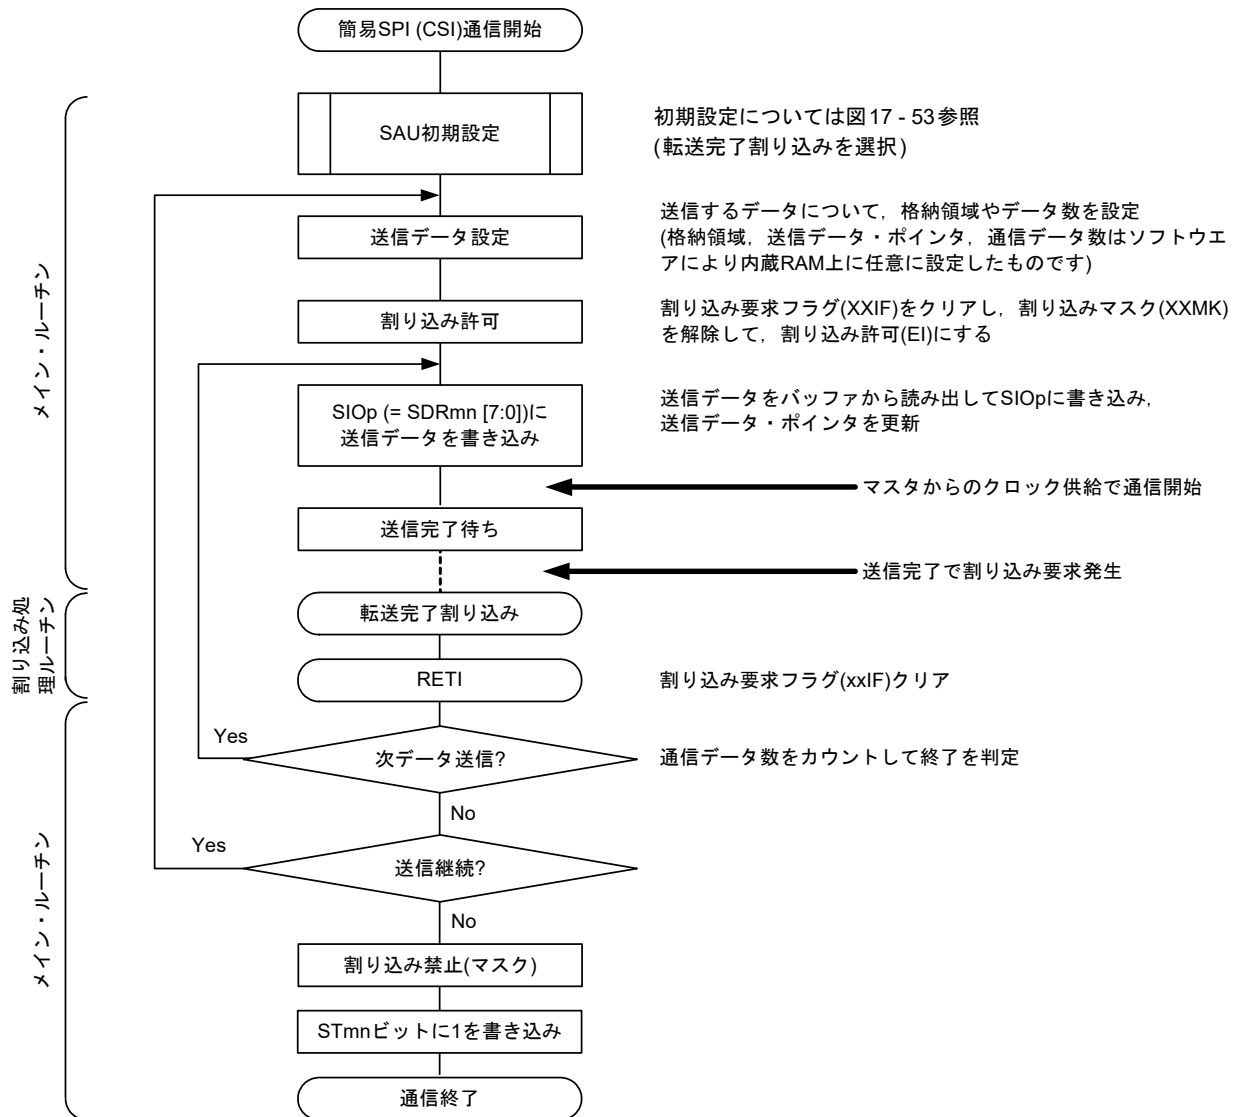 簡易SPI (CSI)通信開始
SAU初期設定
初期設定については図17 - 53参照
(転送完了割り込みを選択)
送信データ設定
送信するデータについて，格納領域やデータ数を設定
(格納領域，送信データ・ポインタ，通信データ数はソフトウエ
アにより内蔵RAM上に任意に設定したものです)
割り込み許可
割り込み要求フラグ(XXIF)をクリアし，割り込みマスク(XXMK)
を解除して，割り込み許可(EI)にする
メイン・ルーチン
SIOp (= SDRmn [7:0])に
送信データを書き込み
送信データをバッファから読み出してSIOpに書き込み，
送信データ・ポインタを更新
マスタからのクロック供給で通信開始
送信完了待ち
送信完了で割り込み要求発生
割り込み処
理ルーチン
転送完了割り込み
RETI
割り込み要求フラグ(xxIF)クリア
Yes
次データ送信?
通信データ数をカウントして終了を判定
No
Yes
送信継続?
No
メイン・ルーチン
割り込み禁止(マスク)
STmnビットに1を書き込み
通信終了